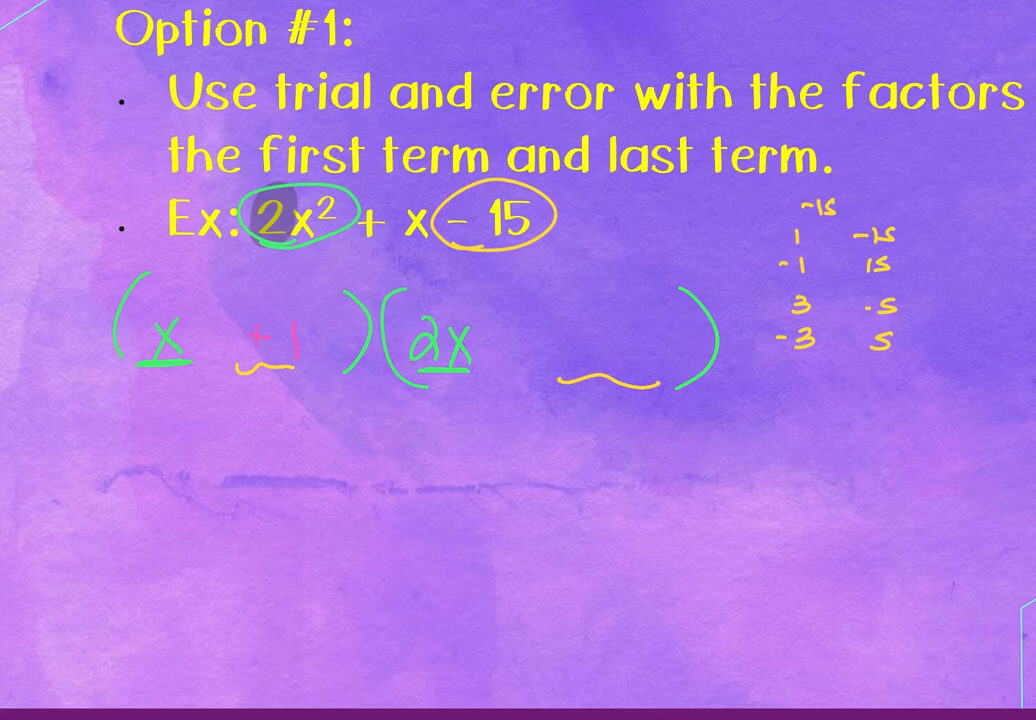 Option #1:
Use trial and error with the factors
the first term and last term.
Ex: 2x² + x - 15
-15
1 -15
-1 15
3 -5
-3 5
(x +1 )(2x )